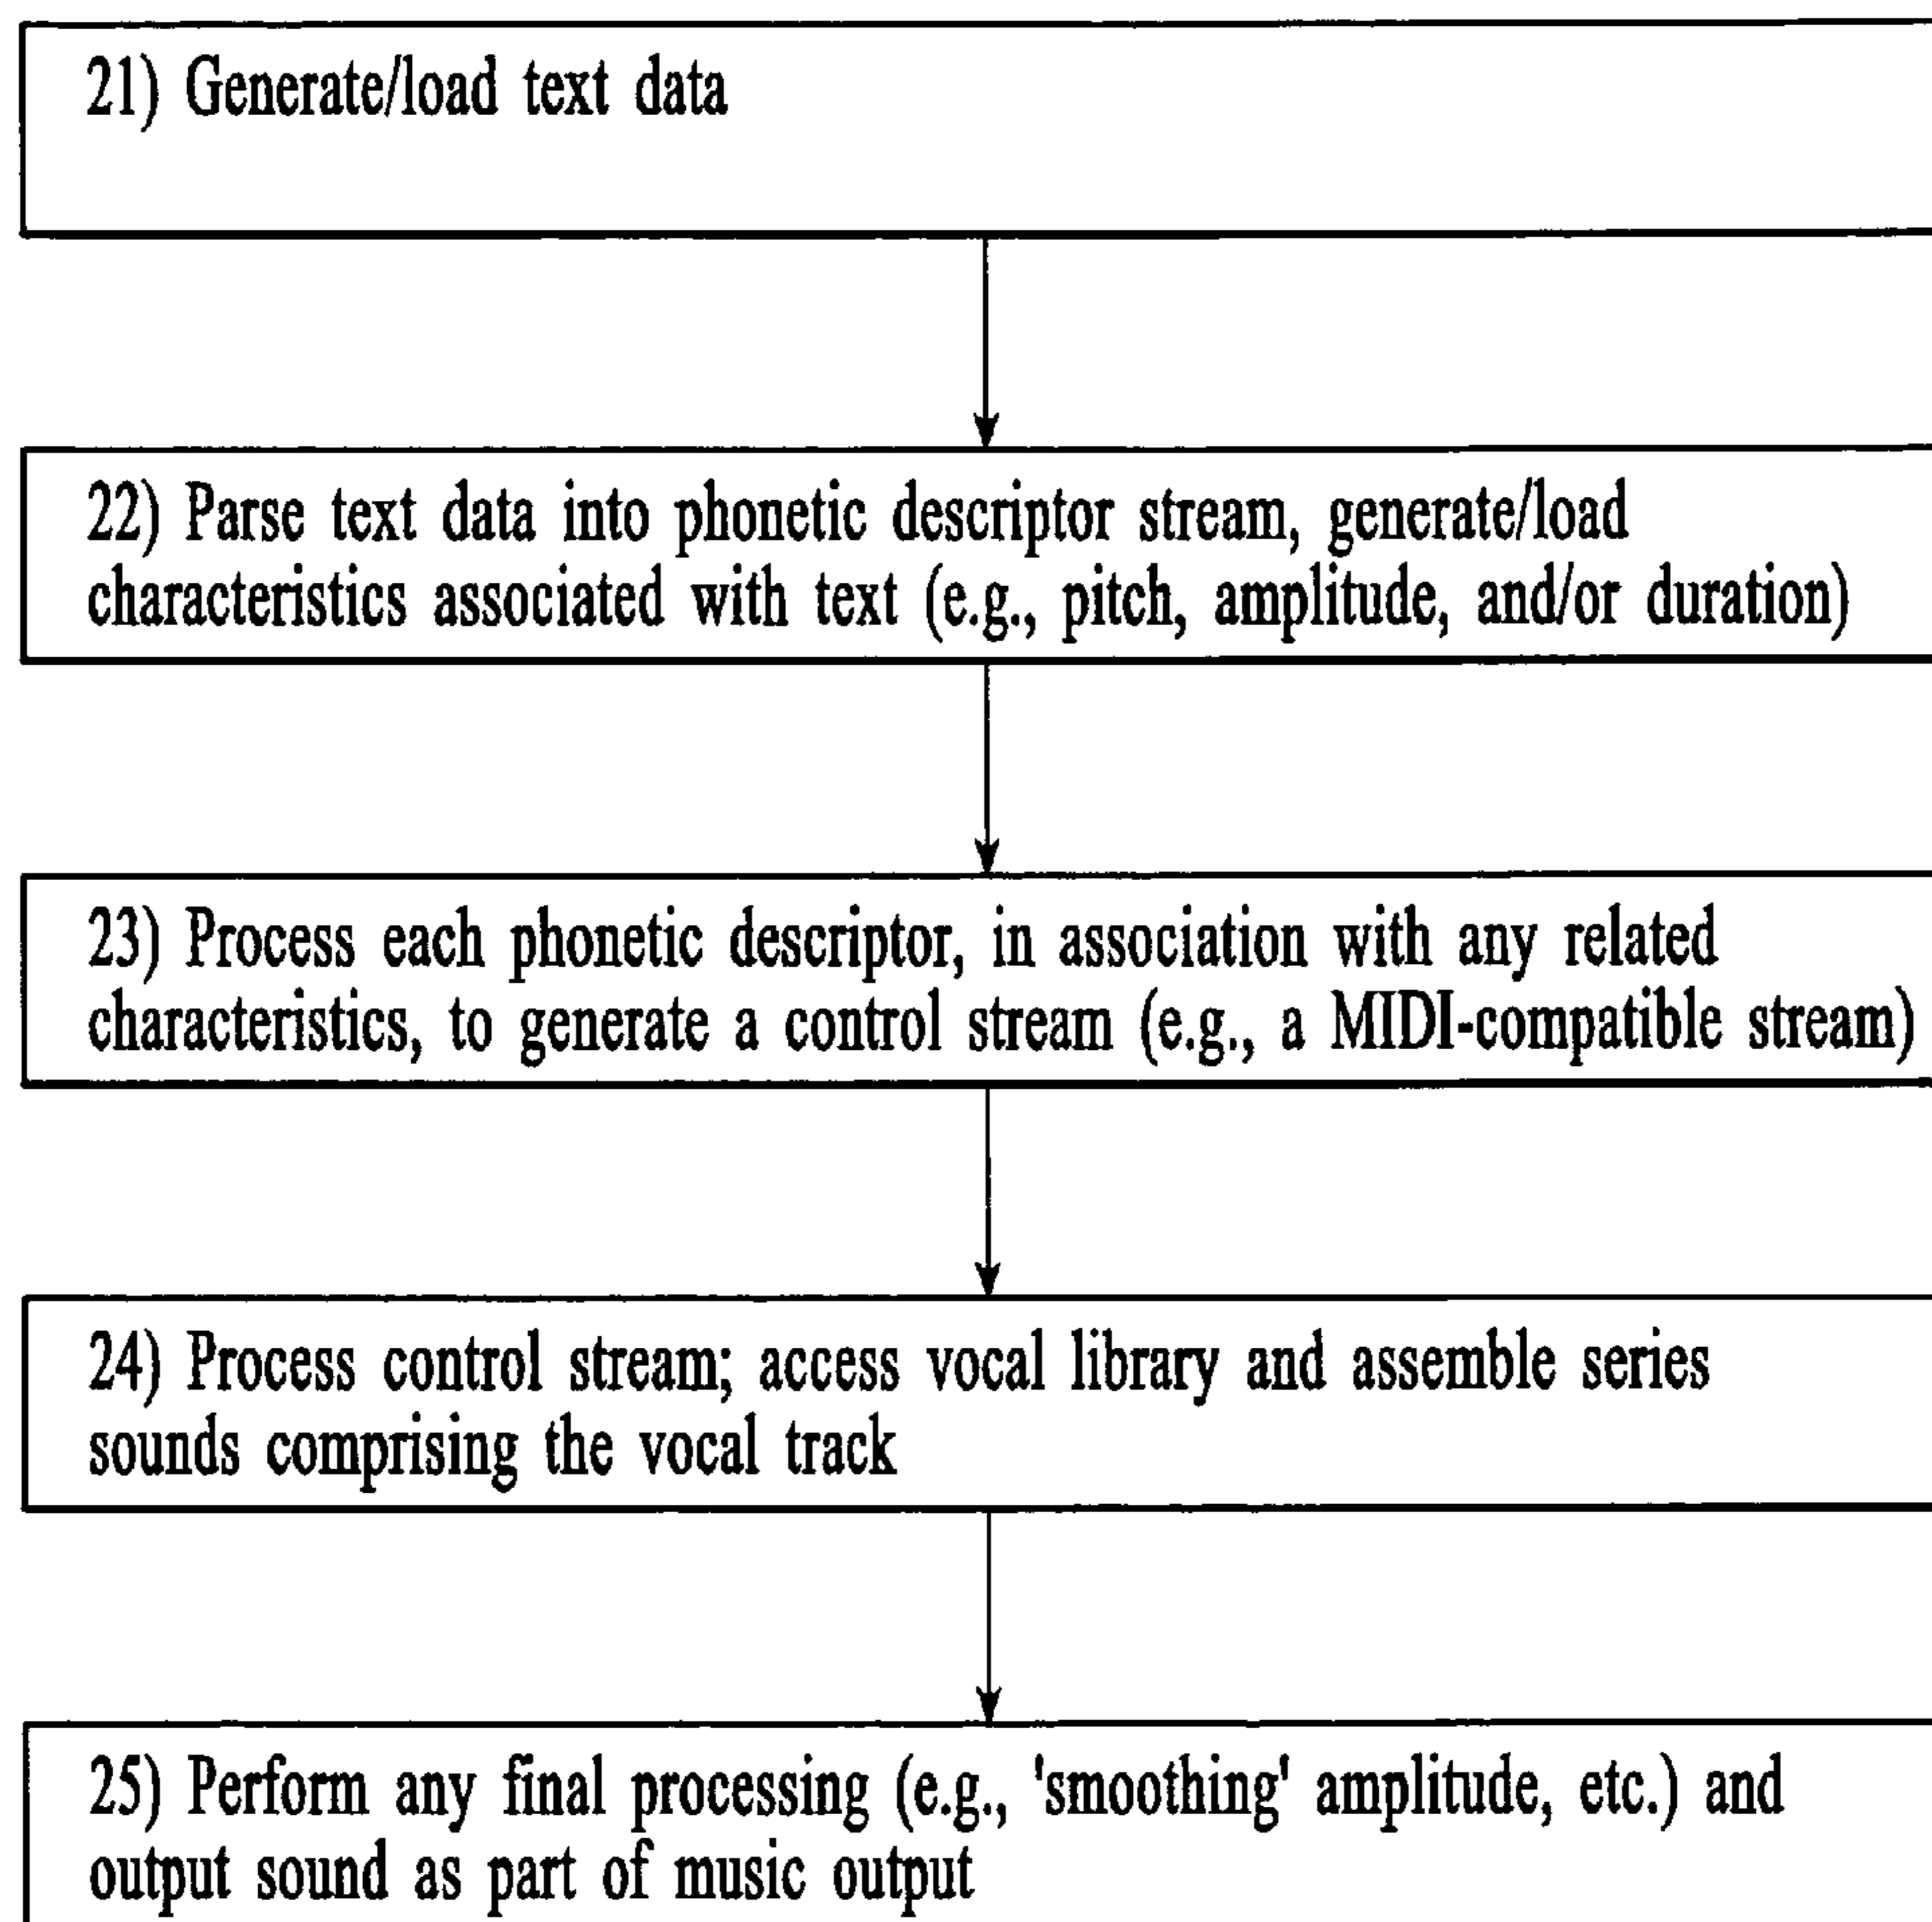 21) Generate/load text data
22) Parse text data into phonetic descriptor stream, generate/load
characteristics associated with text (e.g., pitch, amplitude, and/or duration)
23) Process each phonetic descriptor, in association with any related
characteristics, to generate a control stream (e.g., a MIDI-compatible stream)
24) Process control stream; access vocal library and assemble series
sounds comprising the vocal track
25) Perform any final processing (e.g., 'smoothing' amplitude, etc.) and
output sound as part of music output